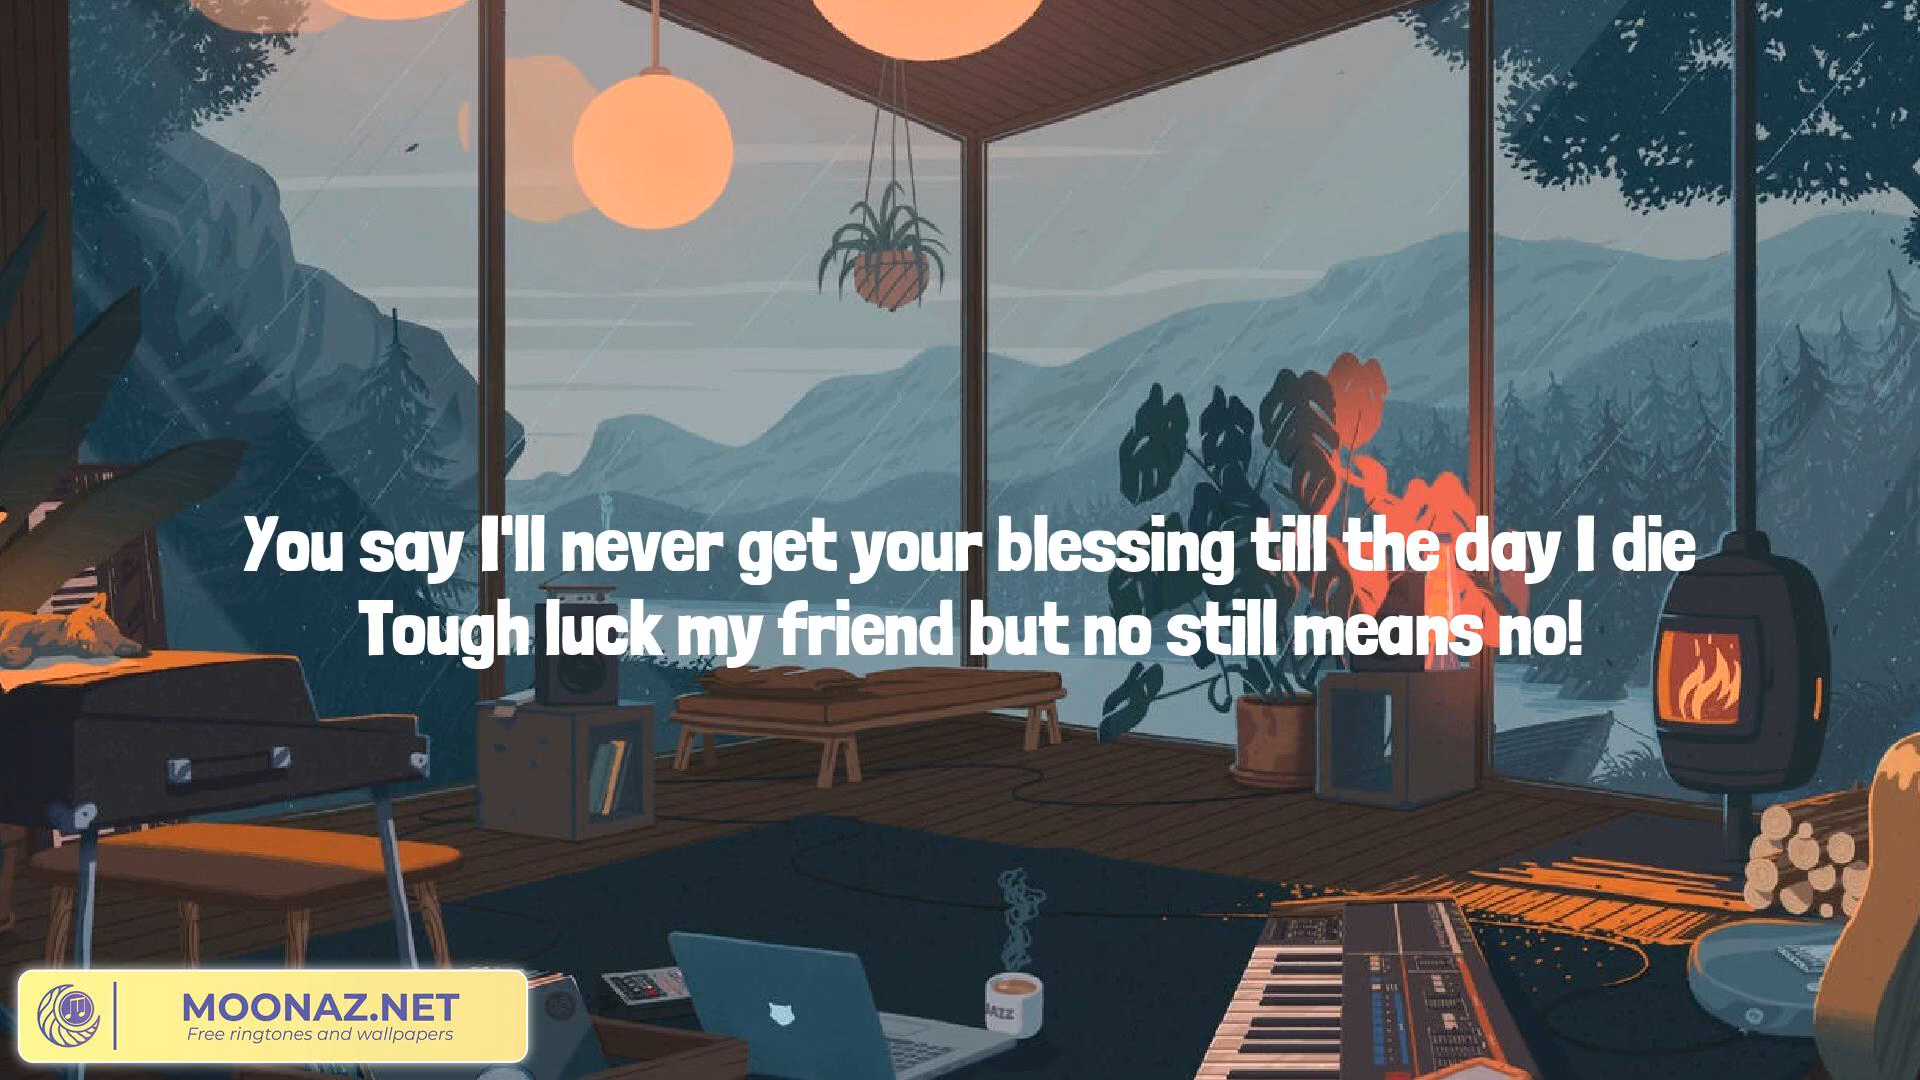 You say I'll never get your blessing till the day I die
Tough luck my friend but no still means no!
JAZZ
MOONAZ.NET
Free ringtones and wallpapers